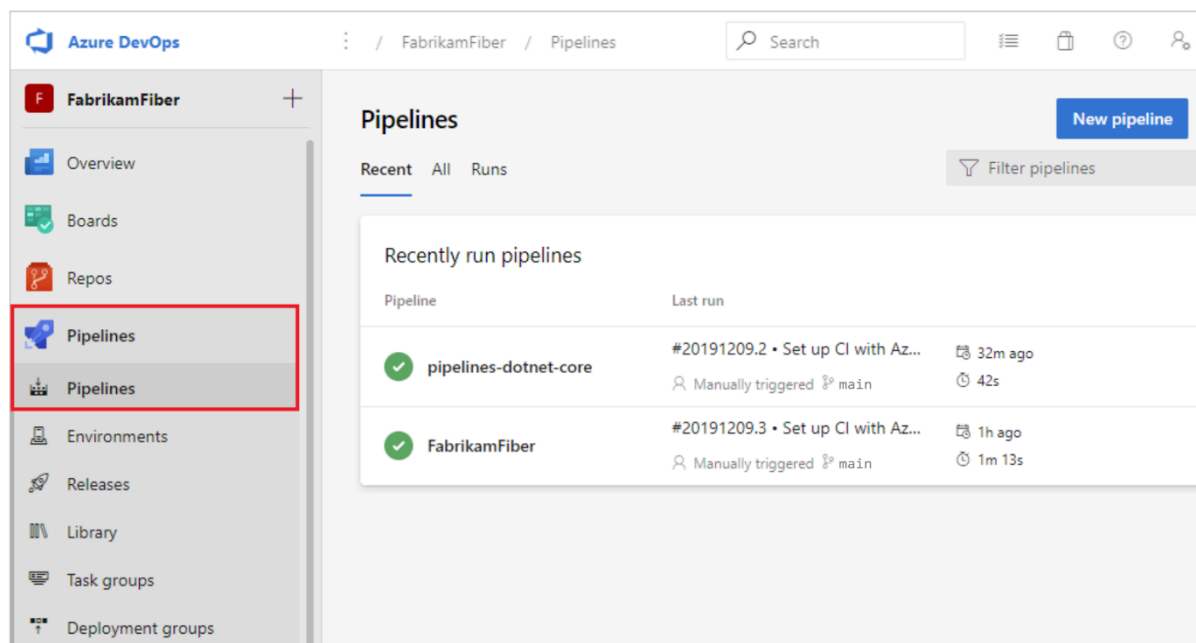 Azure DevOps
/ FabrikamFiber / Pipelines
Search
F FabrikamFiber
Overview
Boards
Repos
Pipelines
Pipelines
Environments
Releases
Library
Task groups
Deployment groups
Pipelines
New pipeline
Recent All Runs
Filter pipelines
Recently run pipelines
Pipeline Last run
pipelines-dotnet-core
#20191209.2 • Set up CI with Az...
Manually triggered main
32m ago
42s
FabrikamFiber
#20191209.3 • Set up CI with Az...
Manually triggered main
1h ago
1m 13s